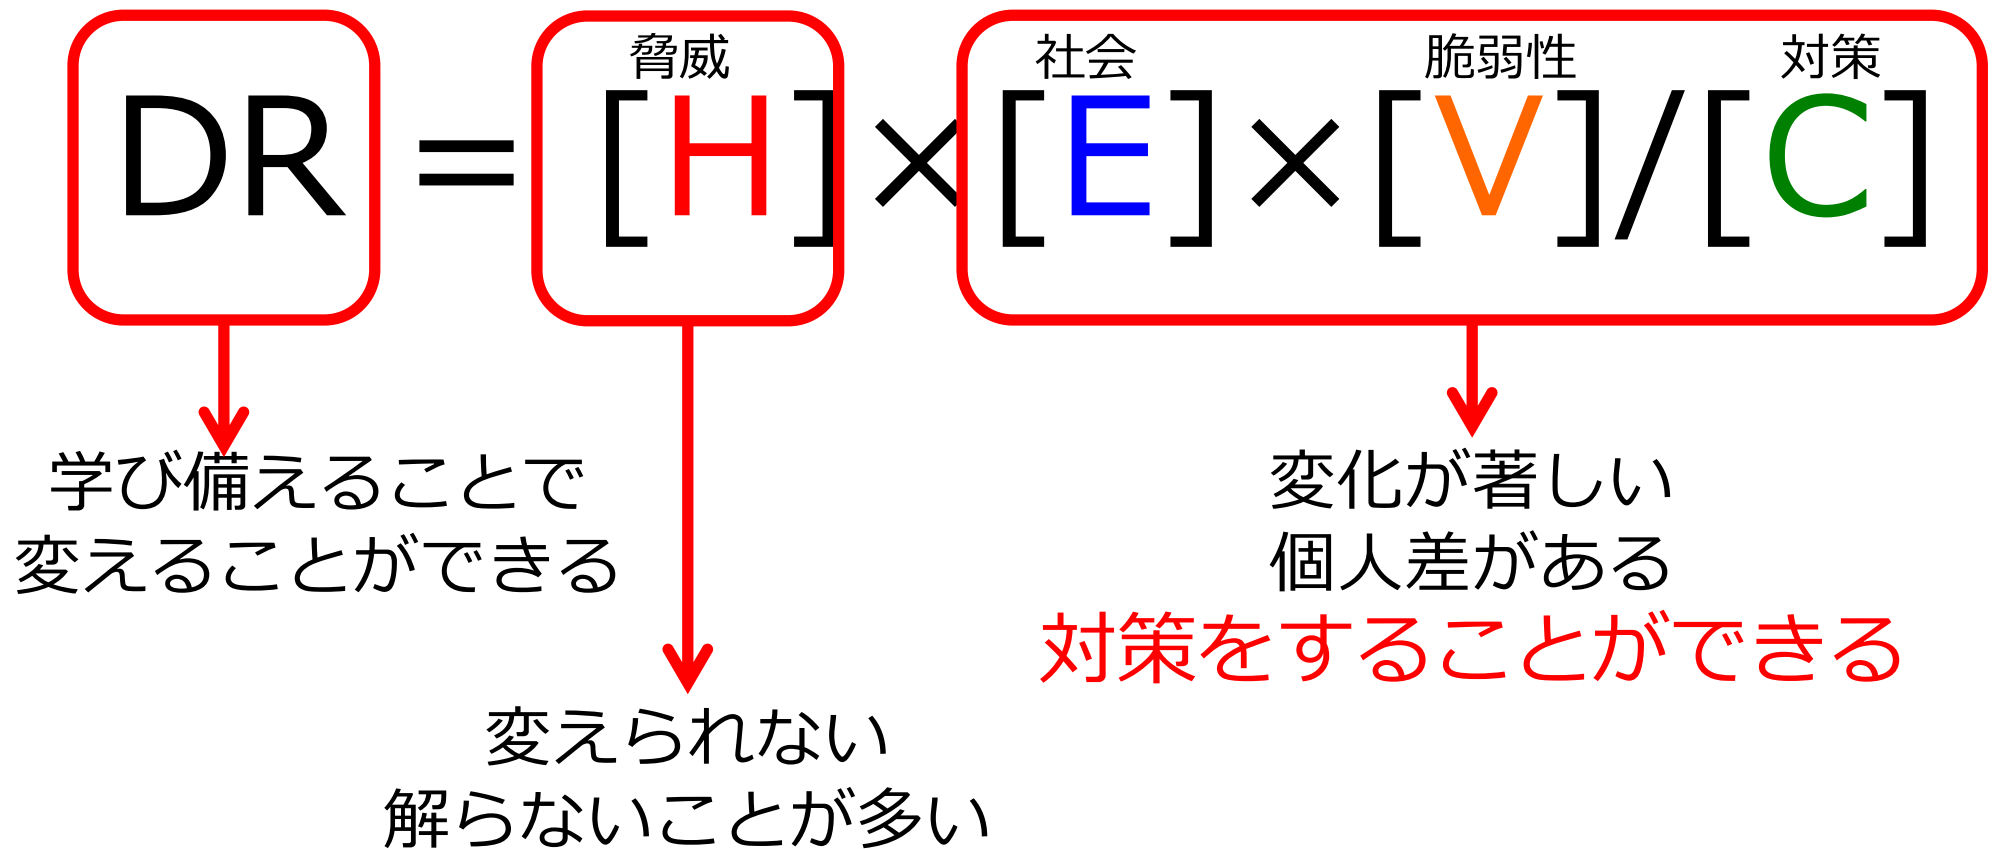 脅威 社会 脆弱性 対策
DR = [H]×[E]×[V]/[C]
学び備えることで
変えることができる
変えられない
解らないことが多い
変化が著しい
個人差がある
対策をすることができる